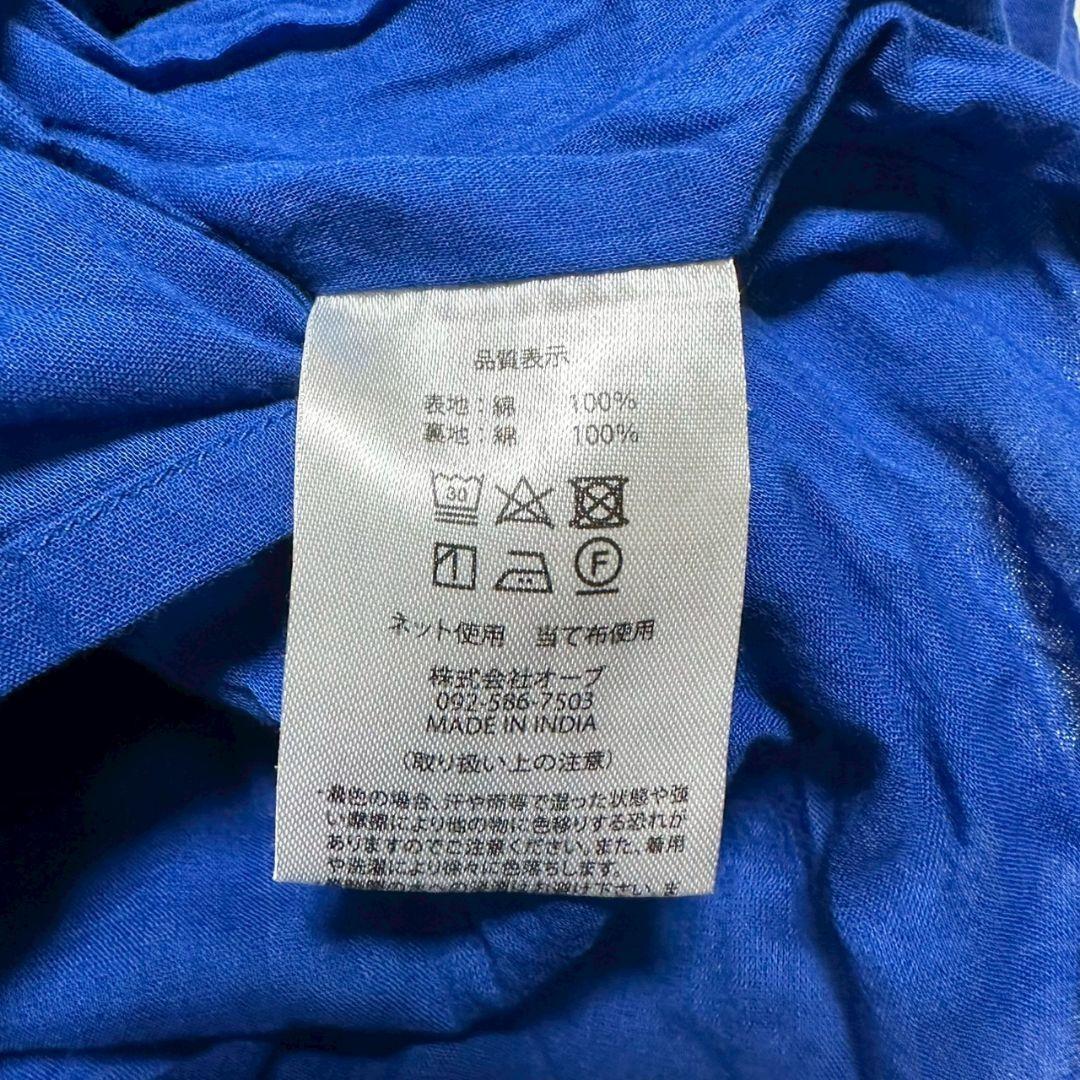 品質表示
表地：綿 100%
裏地：綿 100%
30
F
ネット使用 当て布使用
株式会社オーブ
092-586-7503
MADE IN INDIA
（取り扱い上の注意）
・濃色の場合、汗や雨等で湿った状態や強
い摩擦により他の物に色移りする恐れが
ありますのでご注意ください。また、着用
や洗濯により徐々に色落ちします。
下さい。ま